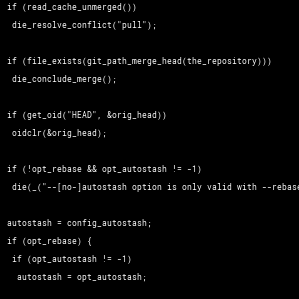 if (read_cache_unmerged())
die_resolve_conflict("pull");
if (file_exists(git_path_merge_head(the_repository)))
die_conclude_merge();
if (get_oid("HEAD", &orig_head))
oidclr(&orig_head);
if (!opt_rebase && opt_autostash != -1)
die(_("--[no-]autostash option is only valid with --rebase
autostash = config_autostash;
if (opt_rebase) {
if (opt_autostash != -1)
autostash = opt_autostash;